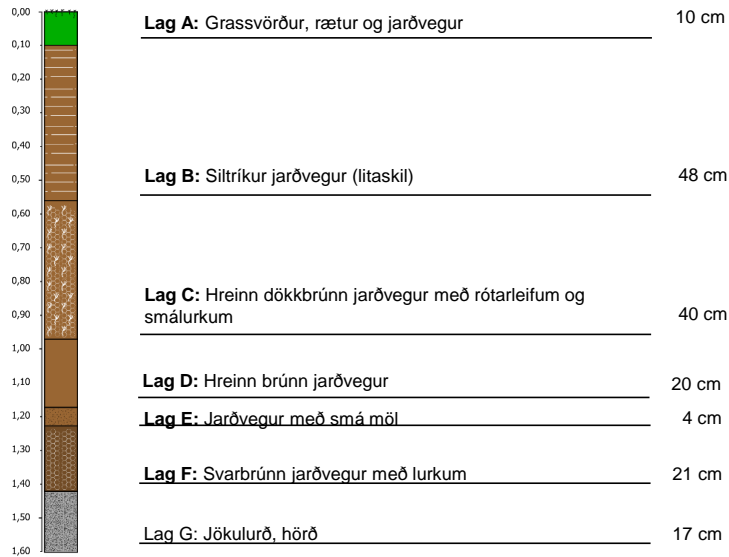 0,00
0,10
0,20
0,30
0,40
0,50
0,60
0,70
0,80
0,90
1,00
1,10
1,20
1,30
1,40
1,50
1,60
Lag A: Grassvörður, rætur og jarðvegur 10 cm
Lag B: Siltríkur jarðvegur (litaskil) 48 cm
Lag C: Hreinn dökkbrúnn jarðvegur með rótarleifum og
smálurkum 40 cm
Lag D: Hreinn brúnn jarðvegur 20 cm
Lag E: Jarðvegur með smá möl 4 cm
Lag F: Svarbrúnn jarðvegur með lurkum 21 cm
Lag G: Jökulurð, hörð 17 cm